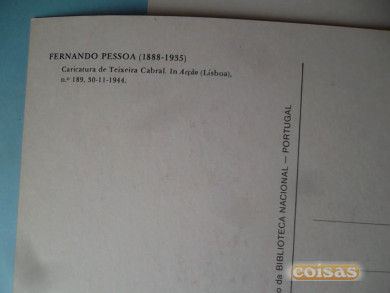 FERNANDO PESSOA (1888-1935)
Caricatura de Teixeira Cabral. In Acção (Lisboa),
n.º 189, 30-11-1944.
o da BIBLIOTECA NACIONAL — PORTUGAL
coisas